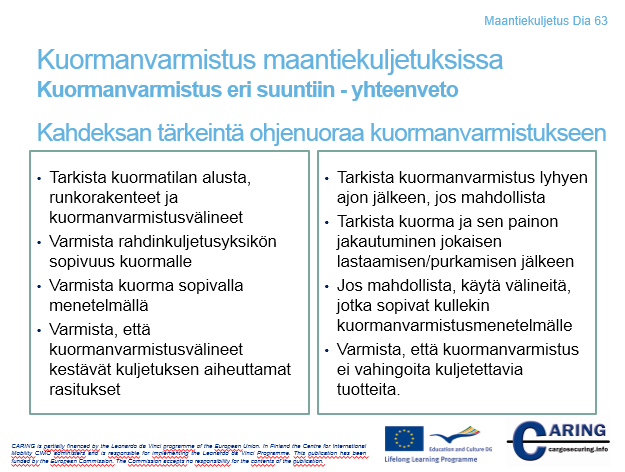 Maantiekuljetus Dia 63
Kuormanvarmistus maantiekuljetuksissa
Kuormanvarmistus eri suuntiin - yhteenveto
Kahdeksan tärkeintä ohjenuoraa kuormanvarmistukseen
• Tarkista kuormatilan alusta,
runkorakenteet ja
kuormanvarmistusvälineet
• Varmista rahdinkuljetusyksikön
sopivuus kuormalle
• Varmista kuorma sopivalla
menetelmällä
• Varmista, että
kuormanvarmistusvälineet
kestävät kuljetuksen aiheuttamat
rasitukset
• Tarkista kuormanvarmistus lyhyen
ajon jälkeen, jos mahdollista
• Tarkista kuorma ja sen painon
jakautuminen jokaisen
lastaamisen/purkamisen jälkeen
• Jos mahdollista, käytä välineitä,
jotka sopivat kullekin
kuormanvarmistusmenetelmälle
• Varmista, että kuormanvarmistus
ei vahingoita kuljetettavia
tuotteita.
CARING is partially financed by the Leonardo da Vinci programme of the European Union. In Finland the Centre for International
Mobility CIMO administers and is responsible for implementing the Leonardo da Vinci Programme. This publication has been
funded by the European Commission. The Commission accepts no responsibility for the contents of the publication.
Education and Culture DG
Lifelong Learning Programme
CARING
cargosecuring.info